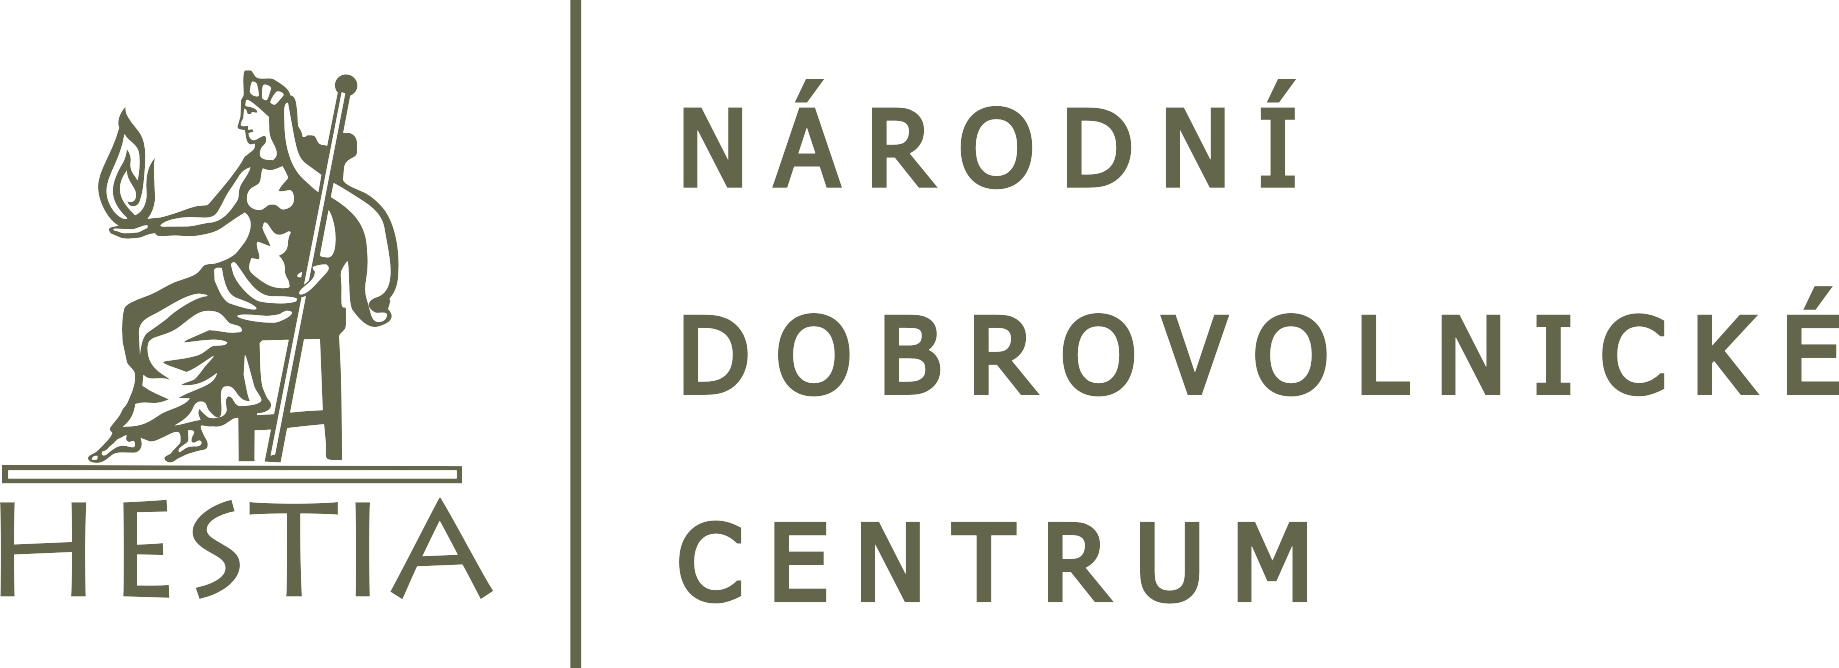 HESTIA
NÁRODNÍ
DOBROVOLNICKÉ
CENTRUM